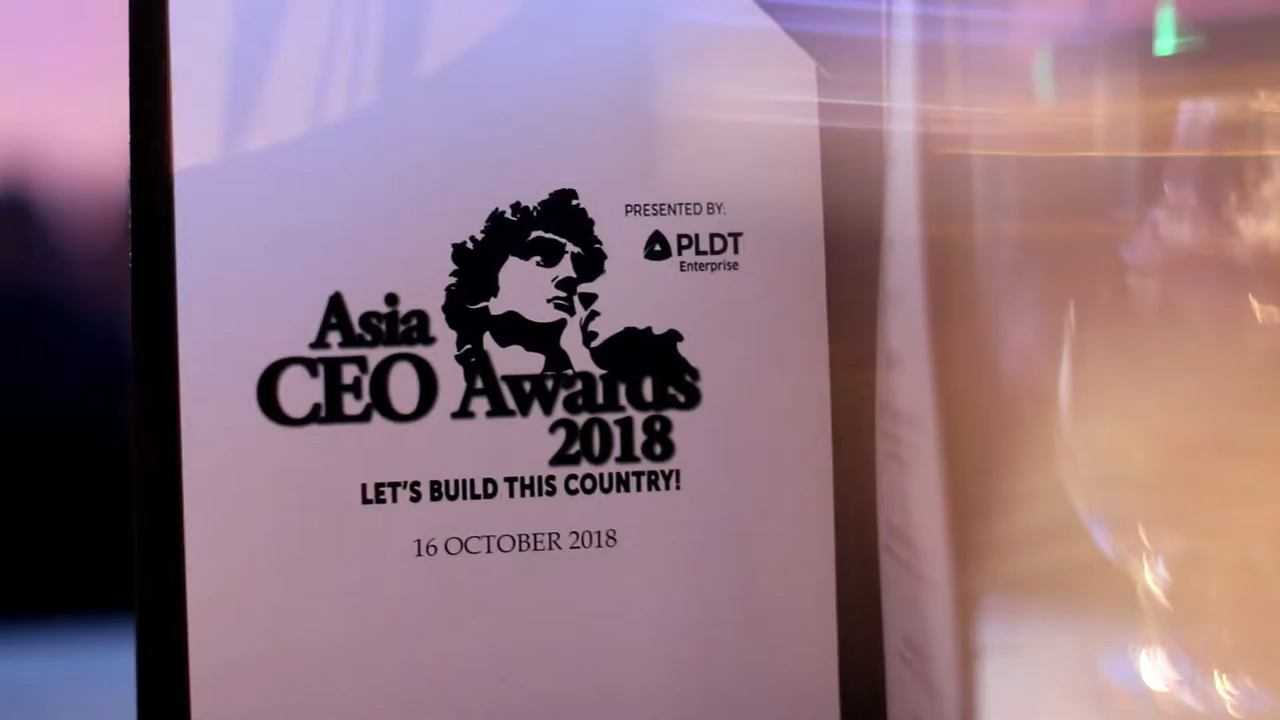 PRESENTED BY:
PLDT
Enterprise
Asia
CEO Awards
2018
LET'S BUILD THIS COUNTRY!
16 OCTOBER 2018